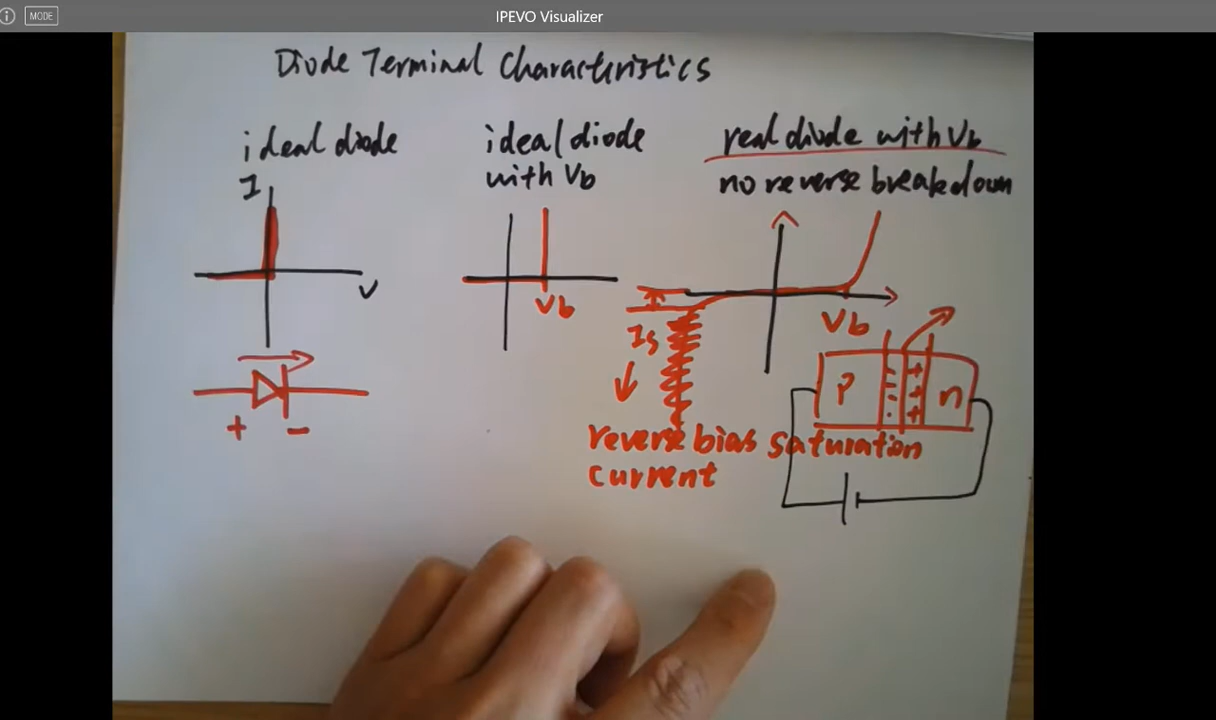 MODE
IPEVO Visualizer
Diode Terminal Characteristics
ideal diode
I
V
+ -
ideal diode
with Vb
Vb
real diode with Vb
no reverse breakdown
Is
Vb
P
n
- +
- +
- +
reverse bias saturation
current